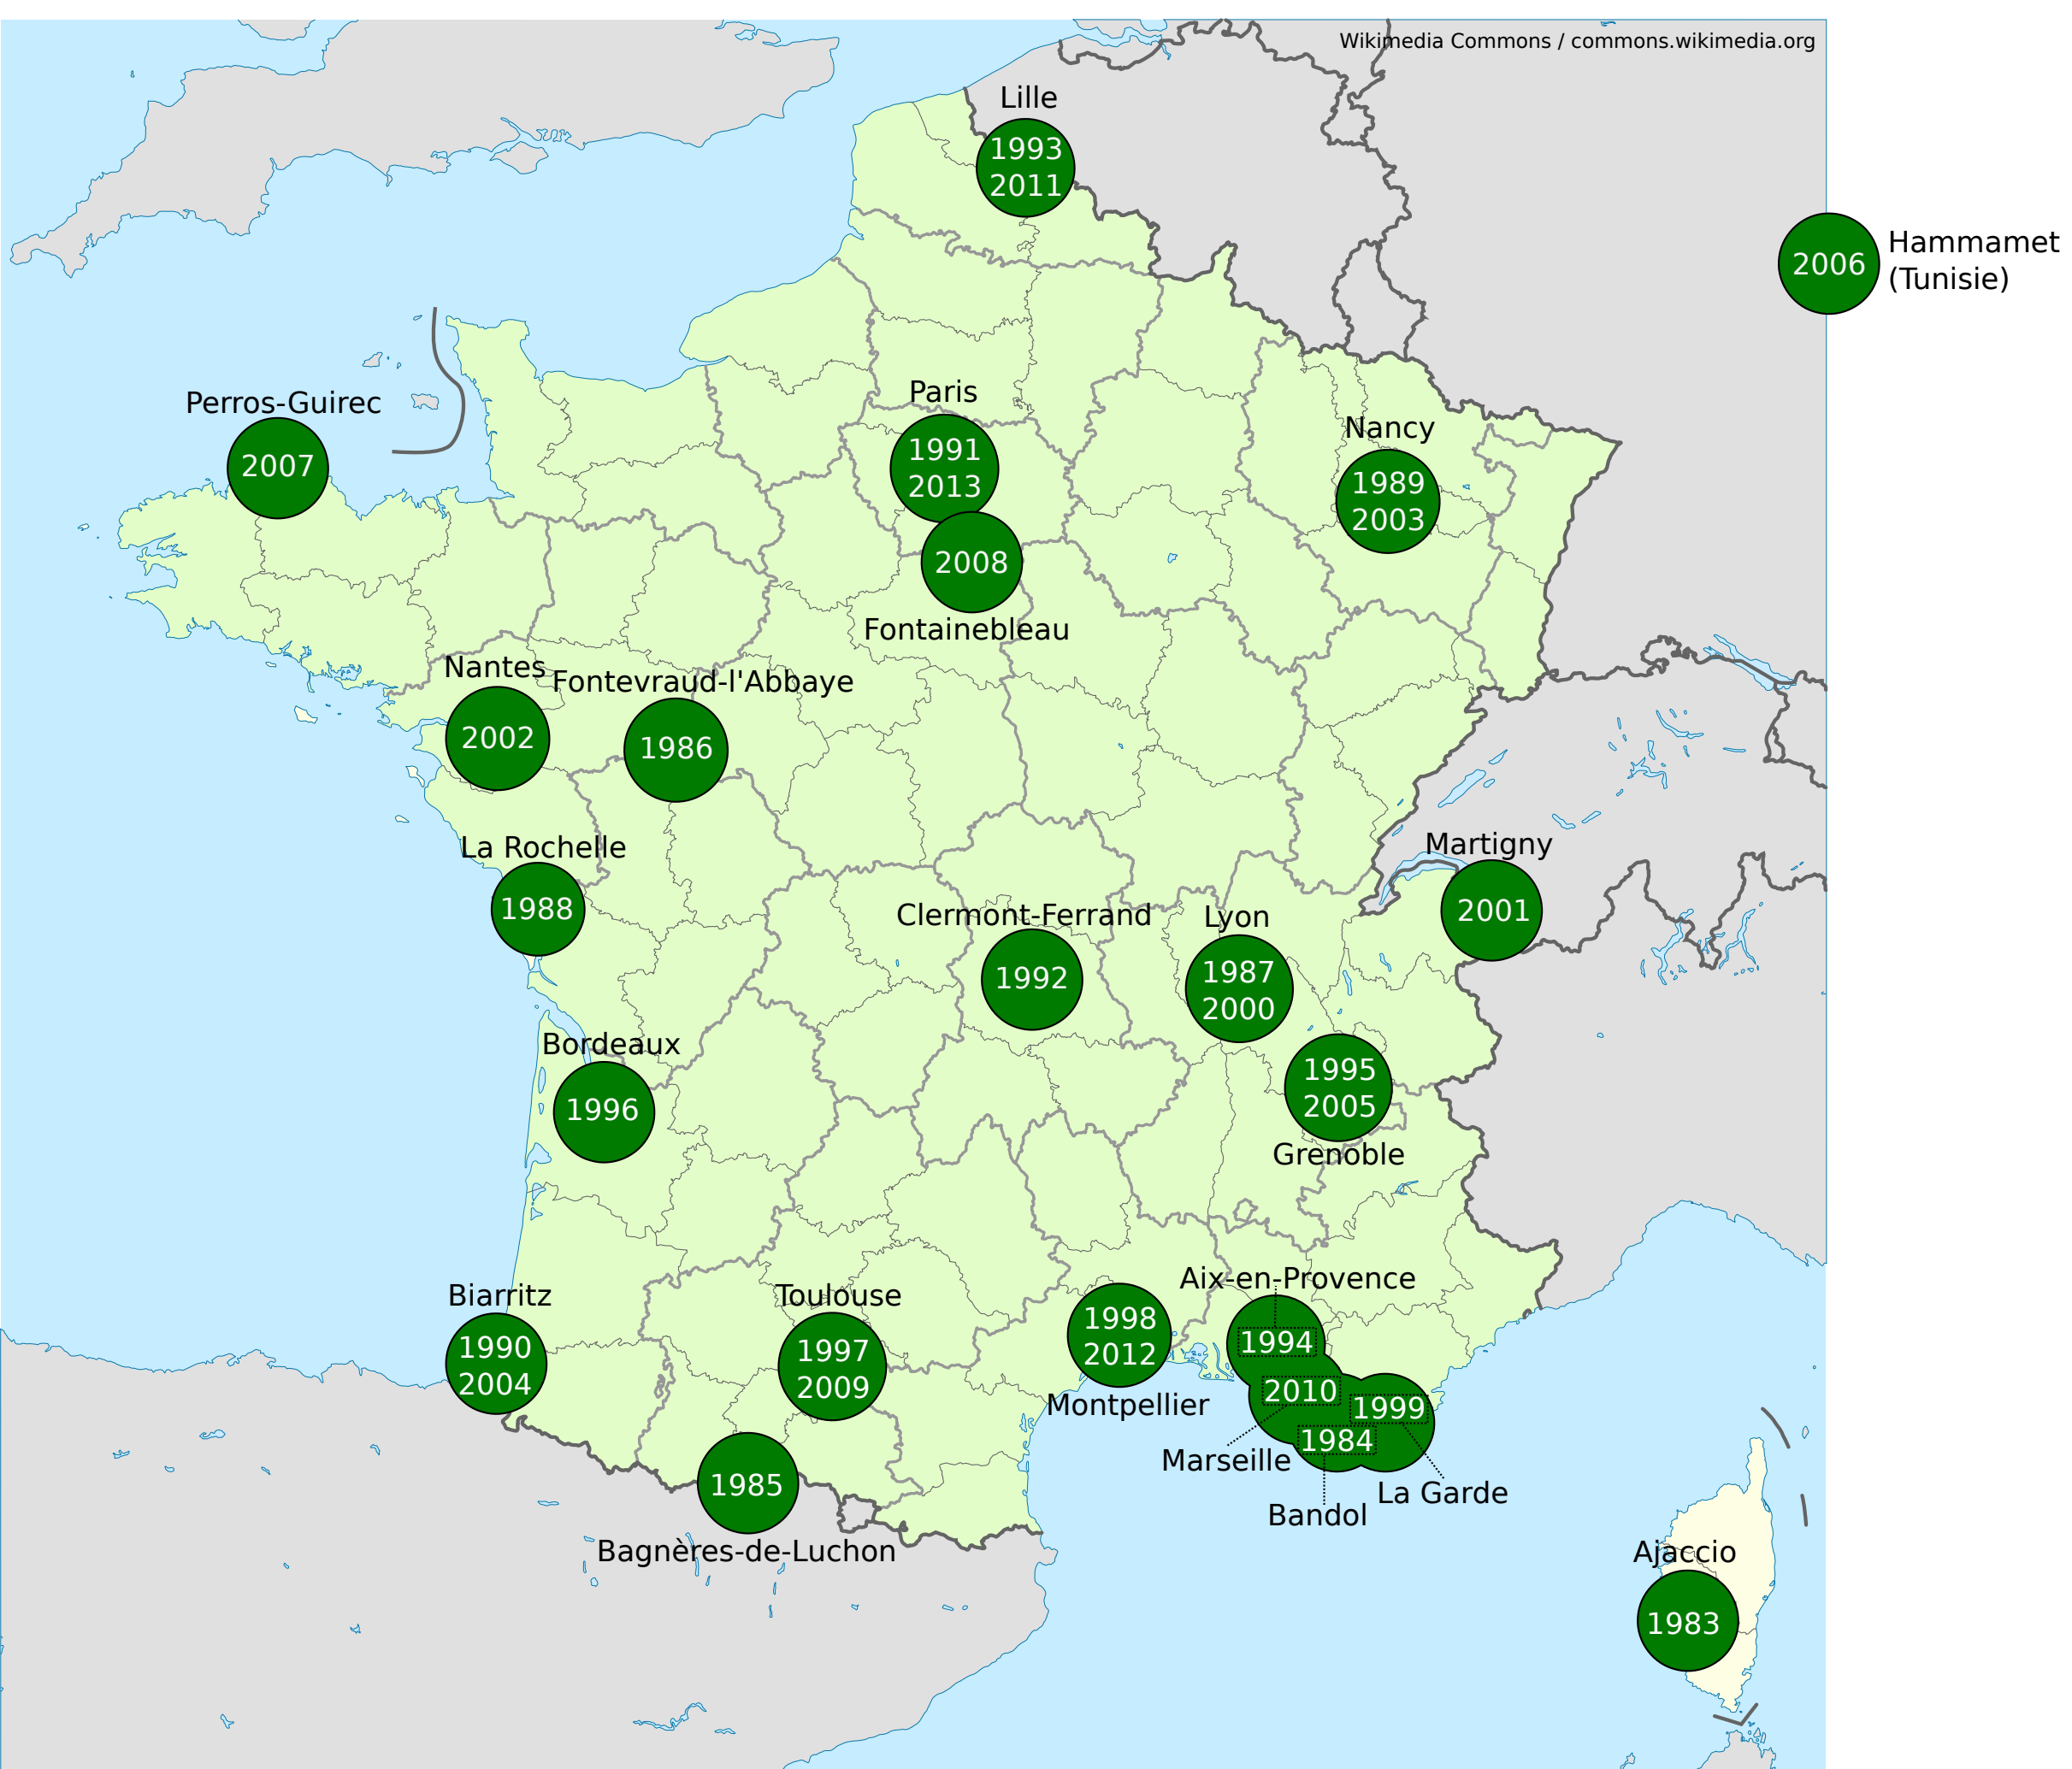 Wikimedia Commons / commons.wikimedia.org
Lille
1993
2011
Hammamet
(Tunisie)
2006
Perros-Guirec
2007
Paris
1991
2013
Nancy
1989
2003
2008
Fontainebleau
Nantes
2002
Fontevraud-l'Abbaye
1986
La Rochelle
1988
Martigny
2001
Clermont-Ferrand
1992
Lyon
1987
2000
Bordeaux
1996
1995
2005
Grenoble
Biarritz
1990
2004
Toulouse
1997
2009
1998
2012
Montpellier
Aix-en-Provence
1994
2010
1999
1984
Marseille
La Garde
Bandol
1985
Bagnères-de-Luchon
Ajaccio
1983